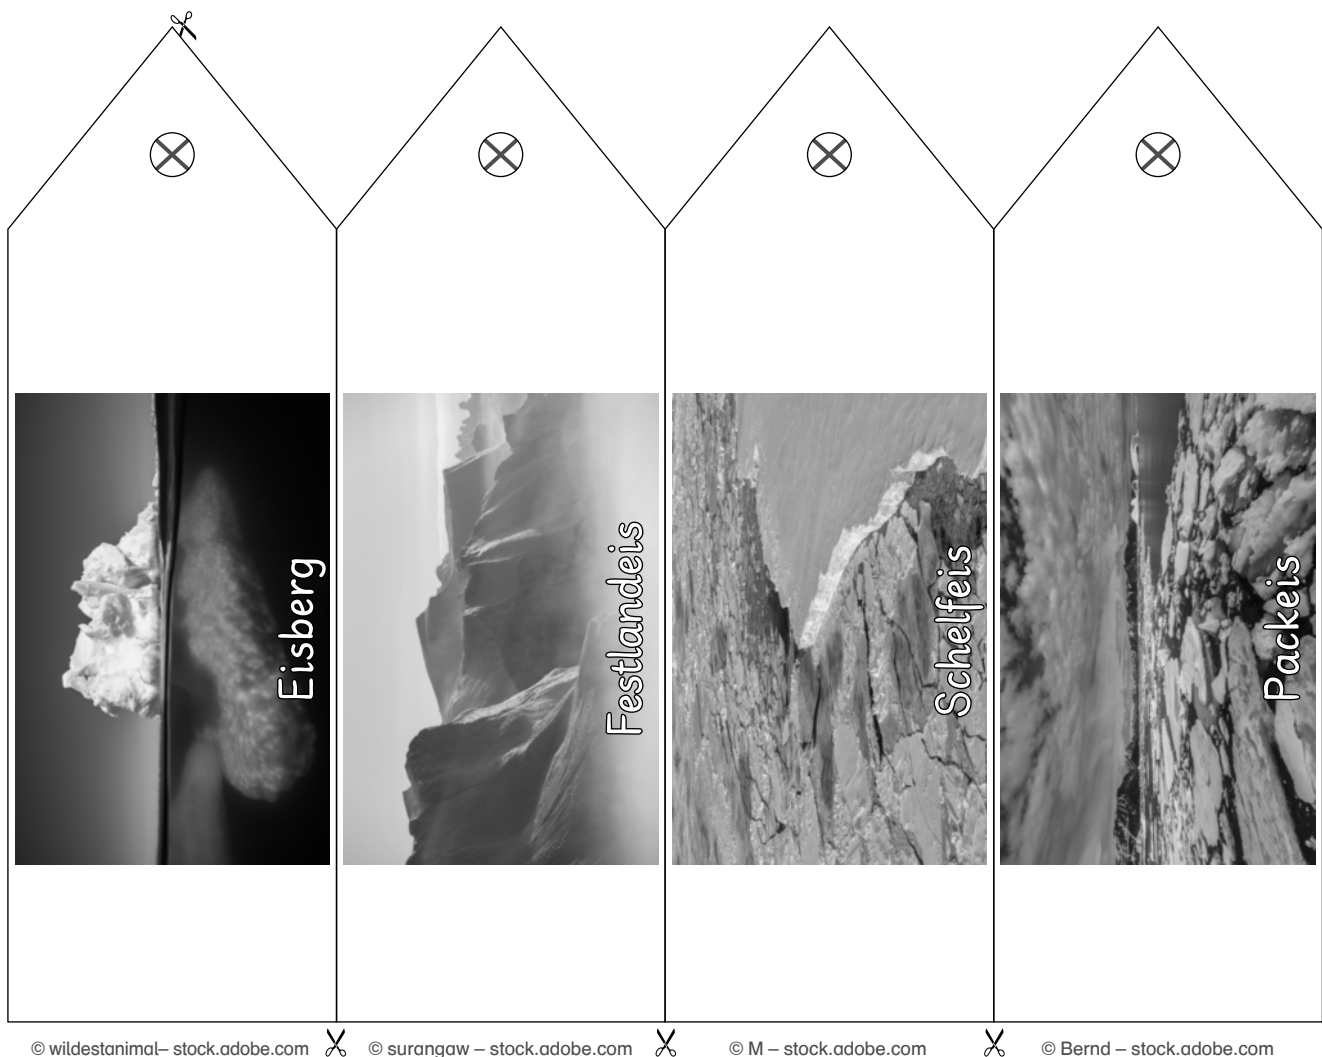 Eisberg
Festlandeis
Schelfeis
Packeis
© wildestanimal– stock.adobe.com
© surangaw – stock.adobe.com
© M – stock.adobe.com
© Bernd – stock.adobe.com